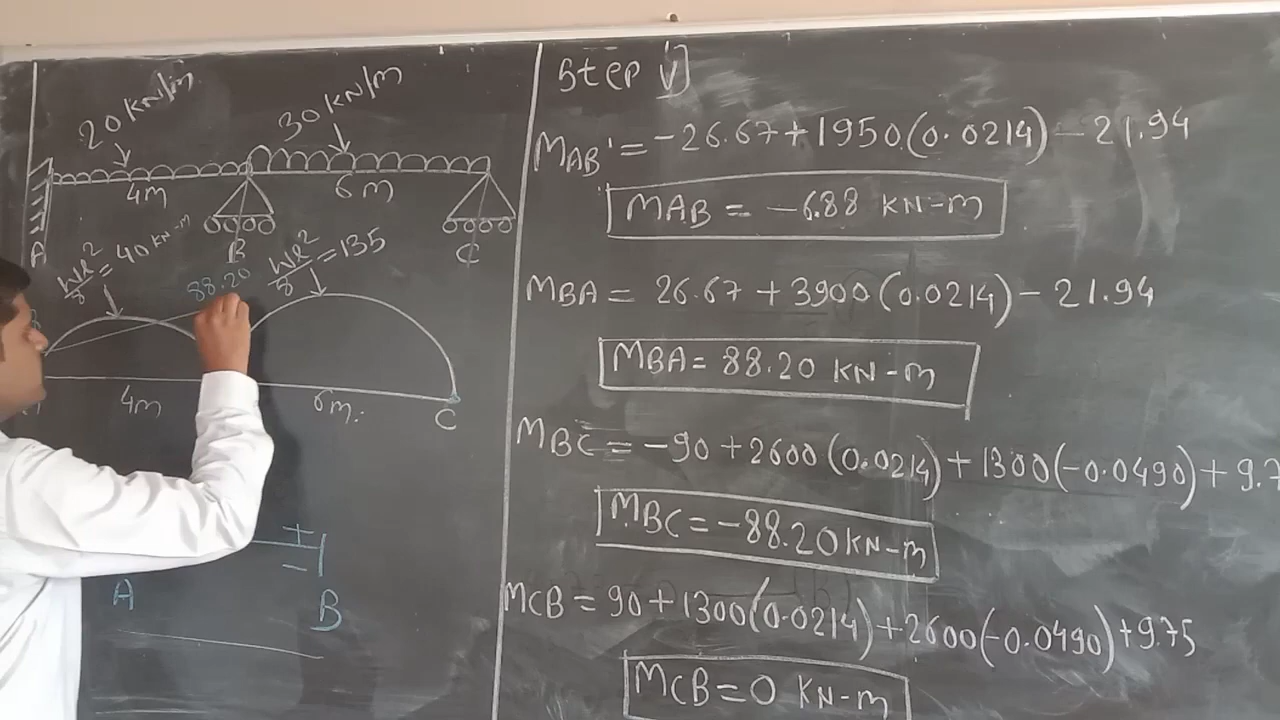 20 KN/m
30 KN/m
4m
6m
A
B
C
Wl²/8 = 40 KN-m
88.20
Wl²/8 = 135
4m
6m.
C
+
-
A
B
Step V]
MAB' = -26.67 + 1950(0.0214) - 21.94
MAB = -6.88 KN-m
MBA = 26.67 + 3900(0.0214) - 21.94
MBA = 88.20 KN-m
MBC = -90 + 2600(0.0214) + 1300(-0.0490) + 9.7
MBC = -88.20 KN-m
MCB = 90 + 1300(0.0214) + 2600(-0.0490) + 9.75
MCB = 0 KN-m